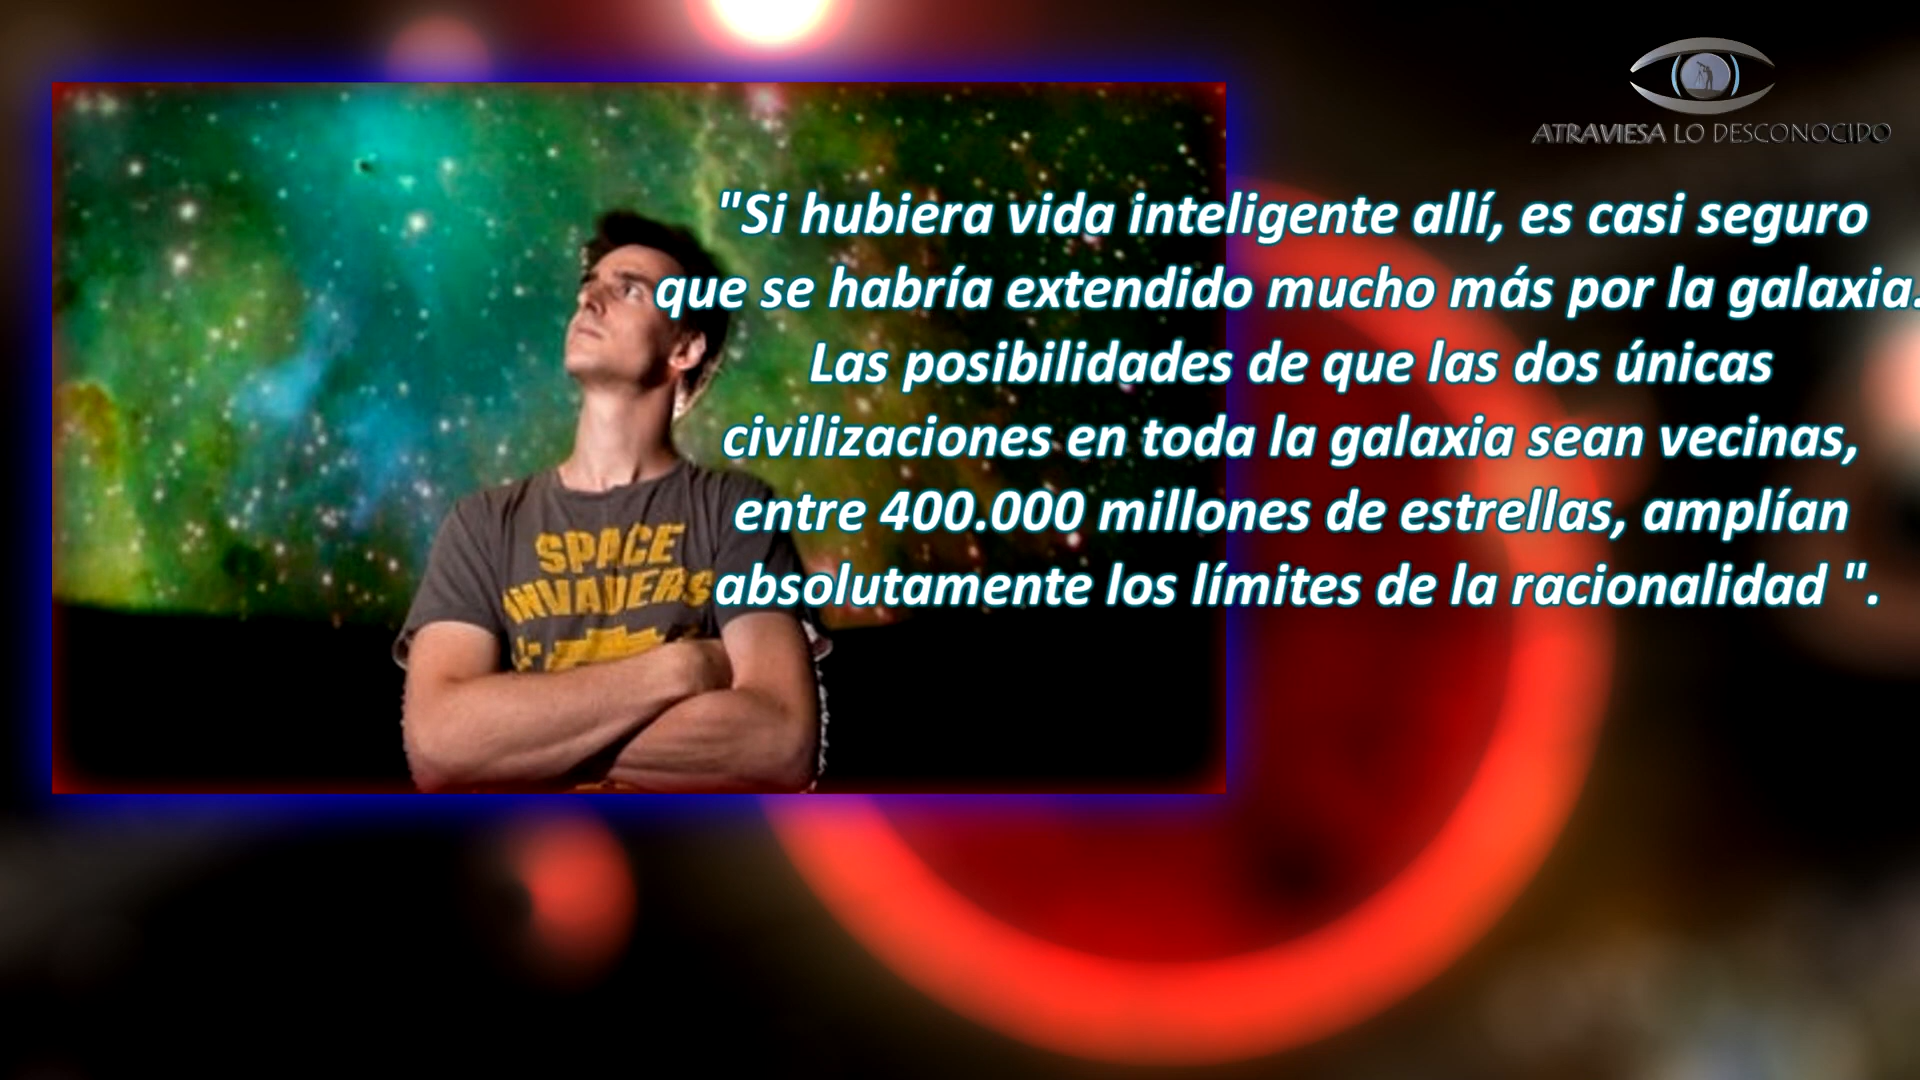 ATRAVIESA LO DESCONOCIDO
"Si hubiera vida inteligente allí, es casi seguro
que se habría extendido mucho más por la galaxia.
Las posibilidades de que las dos únicas
civilizaciones en toda la galaxia sean vecinas,
entre 400.000 millones de estrellas, amplían
absolutamente los límites de la racionalidad ".
SPACE
INVADERS